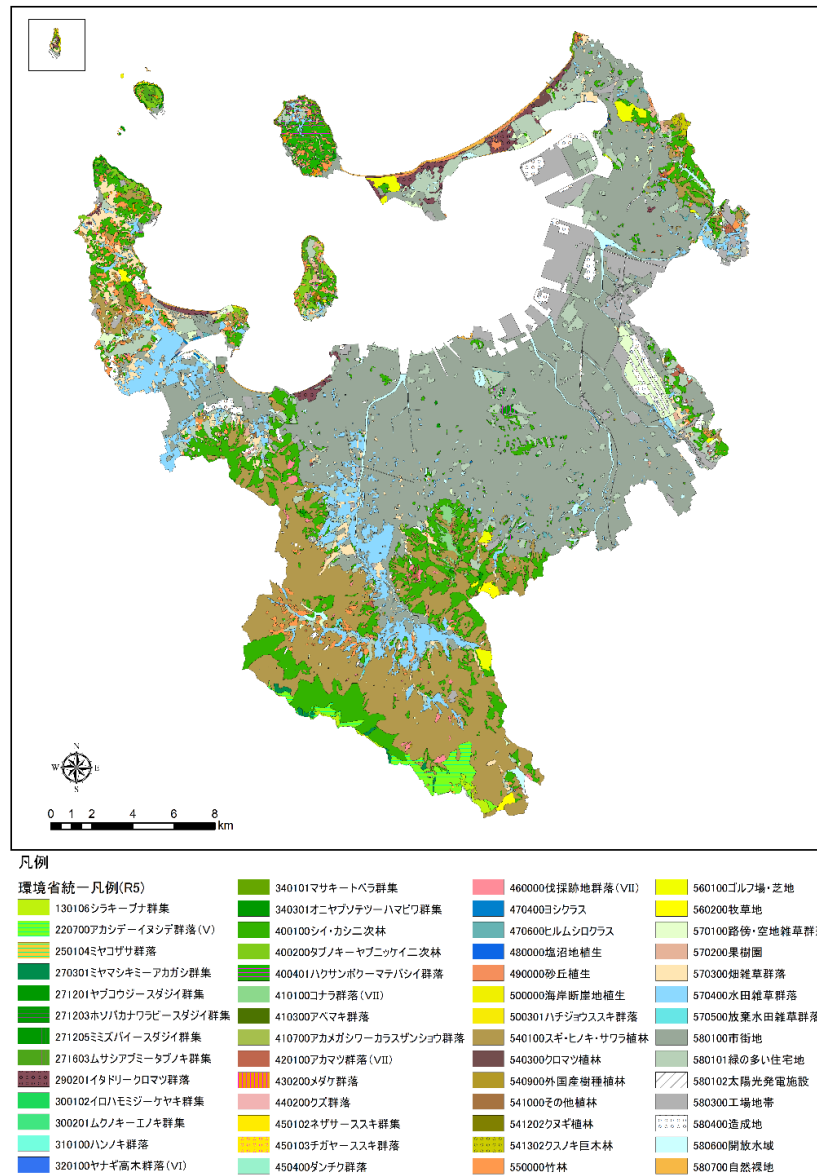 N
W E
S
0 1 2 4 6 8
km
凡例
環境省統一凡例(R5)
130106シラキーブナ群集
220700アカシデーイヌシデ群落(V)
250104ミヤコザサ群落
270301ミヤマシキミーアカガシ群集
271201ヤブコウジースダジイ群集
271203ホソバカナワラビースダジイ群集
271205ミミズバイースダジイ群集
271603ムサシアブミータブノキ群集
290201イタドリークロマツ群落
300102イロハモミジーケヤキ群集
300201ムクノキーエノキ群集
310100ハンノキ群落
320100ヤナギ高木群落(VI)
340101マサキートベラ群集
340301オニヤブソテツーハマビワ群集
400100シイ・カシ二次林
400200タブノキーヤブニッケイ二次林
400401ハクサンボクーマテバシイ群落
410100コナラ群落(VII)
410300アベマキ群落
410700アカメガシワーカラスザンショウ群落
420100アカマツ群落(VII)
430200メダケ群落
440200クズ群落
450102ネザサーススキ群集
450103チガヤーススキ群落
450400ダンチク群落
460000伐採跡地群落(VII)
470400ヨシクラス
470600ヒルムシロクラス
480000塩沼地植生
490000砂丘植生
500000海岸断崖地植生
500301ハチジョウススキ群落
540100スギ・ヒノキ・サワラ植林
540300クロマツ植林
540900外国産樹種植林
541000その他植林
541202クヌギ植林
541302クスノキ巨木林
550000竹林
560100ゴルフ場・芝地
560200牧草地
570100路傍・空地雑草群落
570200果樹園
570300畑雑草群落
570400水田雑草群落
570500放棄水田雑草群落
580100市街地
580101緑の多い住宅地
580102太陽光発電施設
580300工場地帯
580400造成地
580600開放水域
580700自然裸地